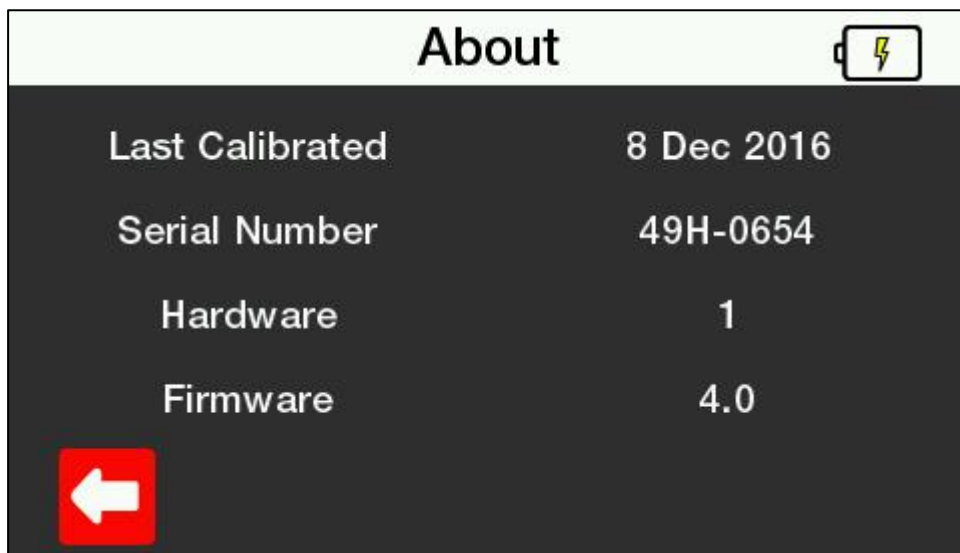 About
Last Calibrated 8 Dec 2016
Serial Number 49H-0654
Hardware 1
Firmware 4.0